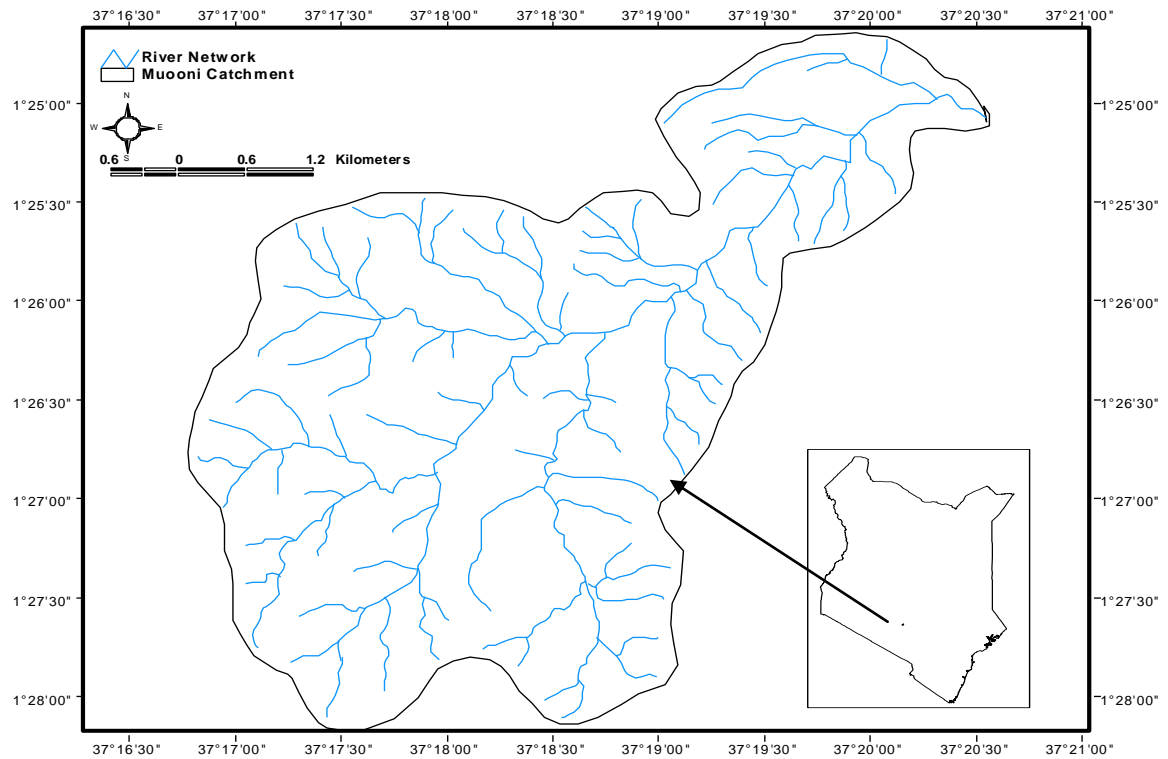 37°16'30" 37°17'00" 37°17'30" 37°18'00" 37°18'30" 37°19'00" 37°19'30" 37°20'00" 37°20'30" 37°21'00"
River Network
Muooni Catchment
N
W E
S
0.6 0 0.6 1.2 Kilometers
1°25'00" 1°25'00"
1°25'30" 1°25'30"
1°26'00" 1°26'00"
1°26'30" 1°26'30"
1°27'00" 1°27'00"
1°27'30" 1°27'30"
1°28'00" 1°28'00"
37°16'30" 37°17'00" 37°17'30" 37°18'00" 37°18'30" 37°19'00" 37°19'30" 37°20'00" 37°20'30" 37°21'00"